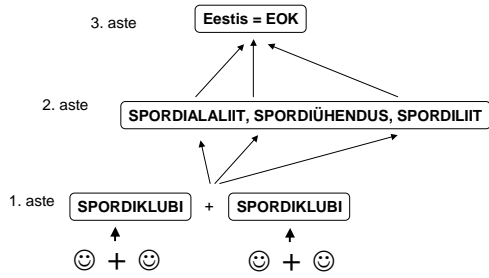 3. aste
Eestis = EOK
2. aste
SPORDIALALIIT, SPORDIÜHENDUS, SPORDILIIT
1. aste
SPORDIKLUBI + SPORDIKLUBI
☺ + ☺ ☺ + ☺